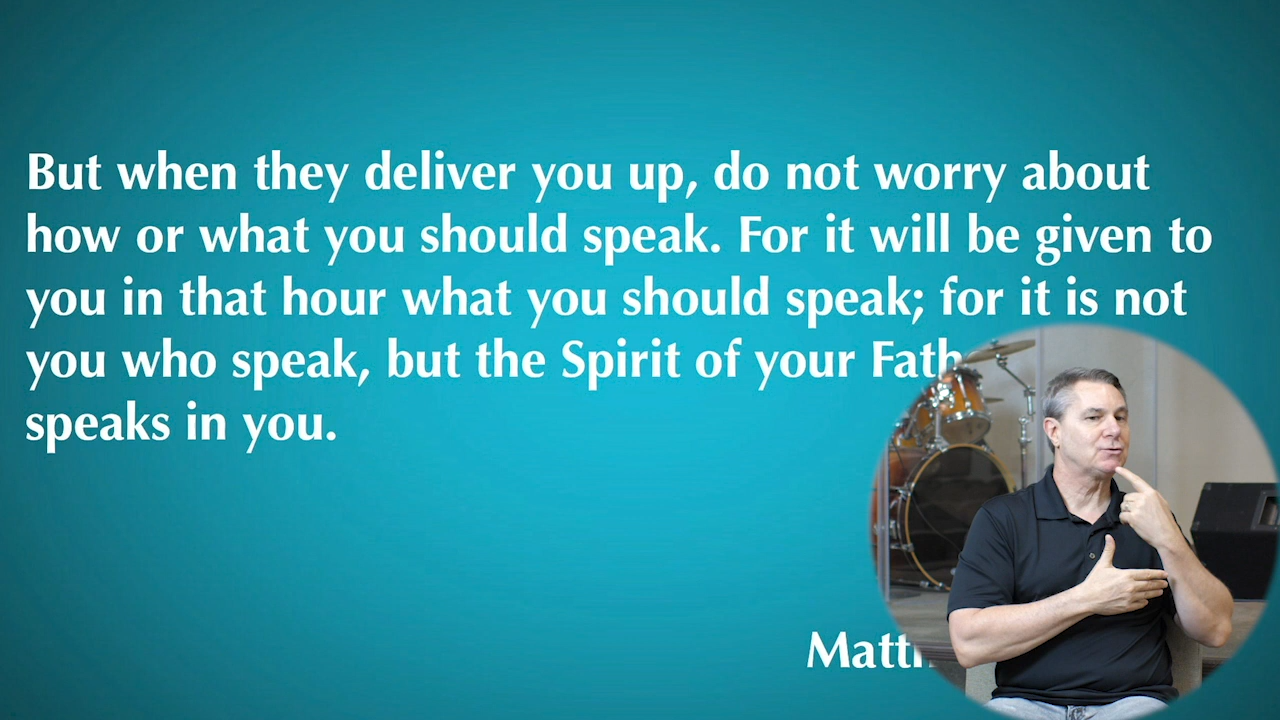 But when they deliver you up, do not worry about
how or what you should speak. For it will be given to
you in that hour what you should speak; for it is not
you who speak, but the Spirit of your
speaks in you.